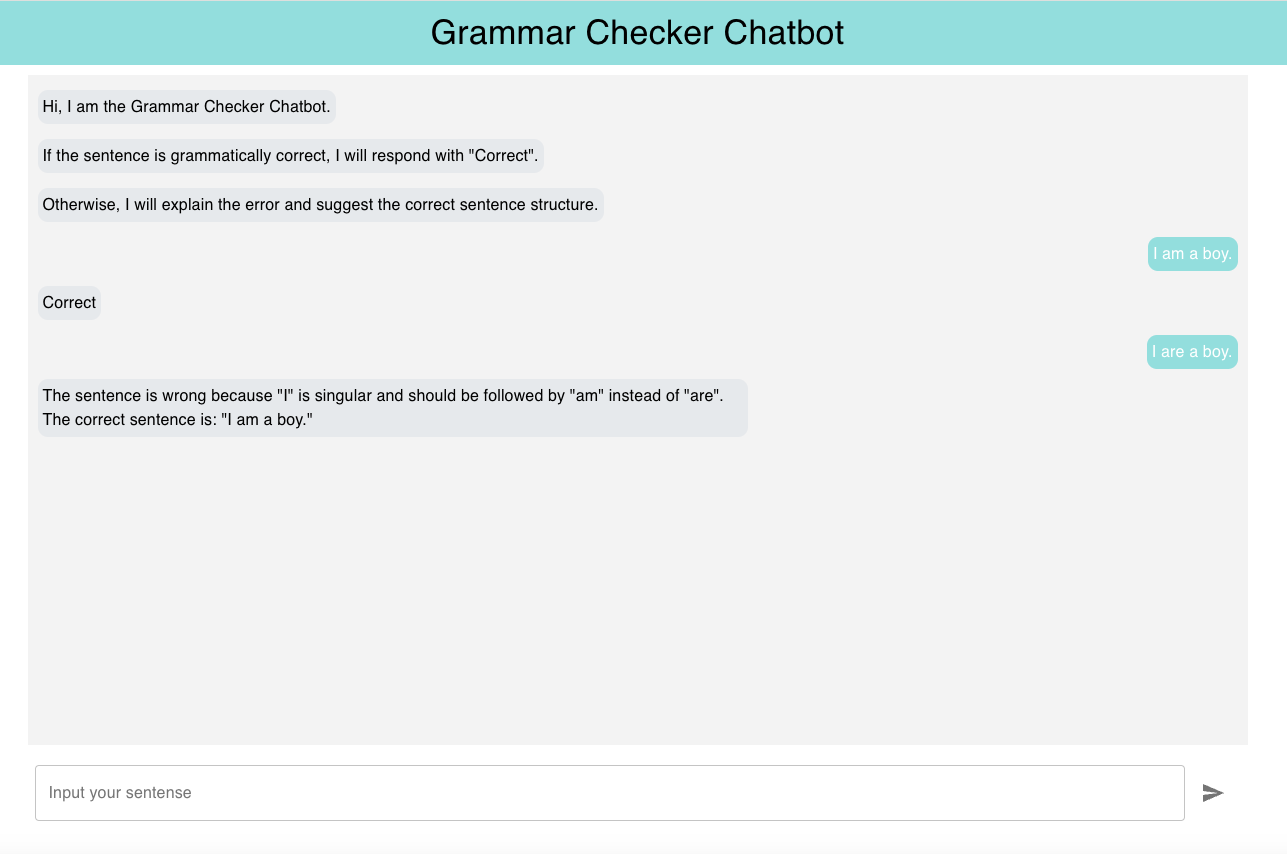 Grammar Checker Chatbot
Hi, I am the Grammar Checker Chatbot.
If the sentence is grammatically correct, I will respond with "Correct".
Otherwise, I will explain the error and suggest the correct sentence structure.
I am a boy.
Correct
I are a boy.
The sentence is wrong because "I" is singular and should be followed by "am" instead of "are".
The correct sentence is: "I am a boy."
Input your sentense